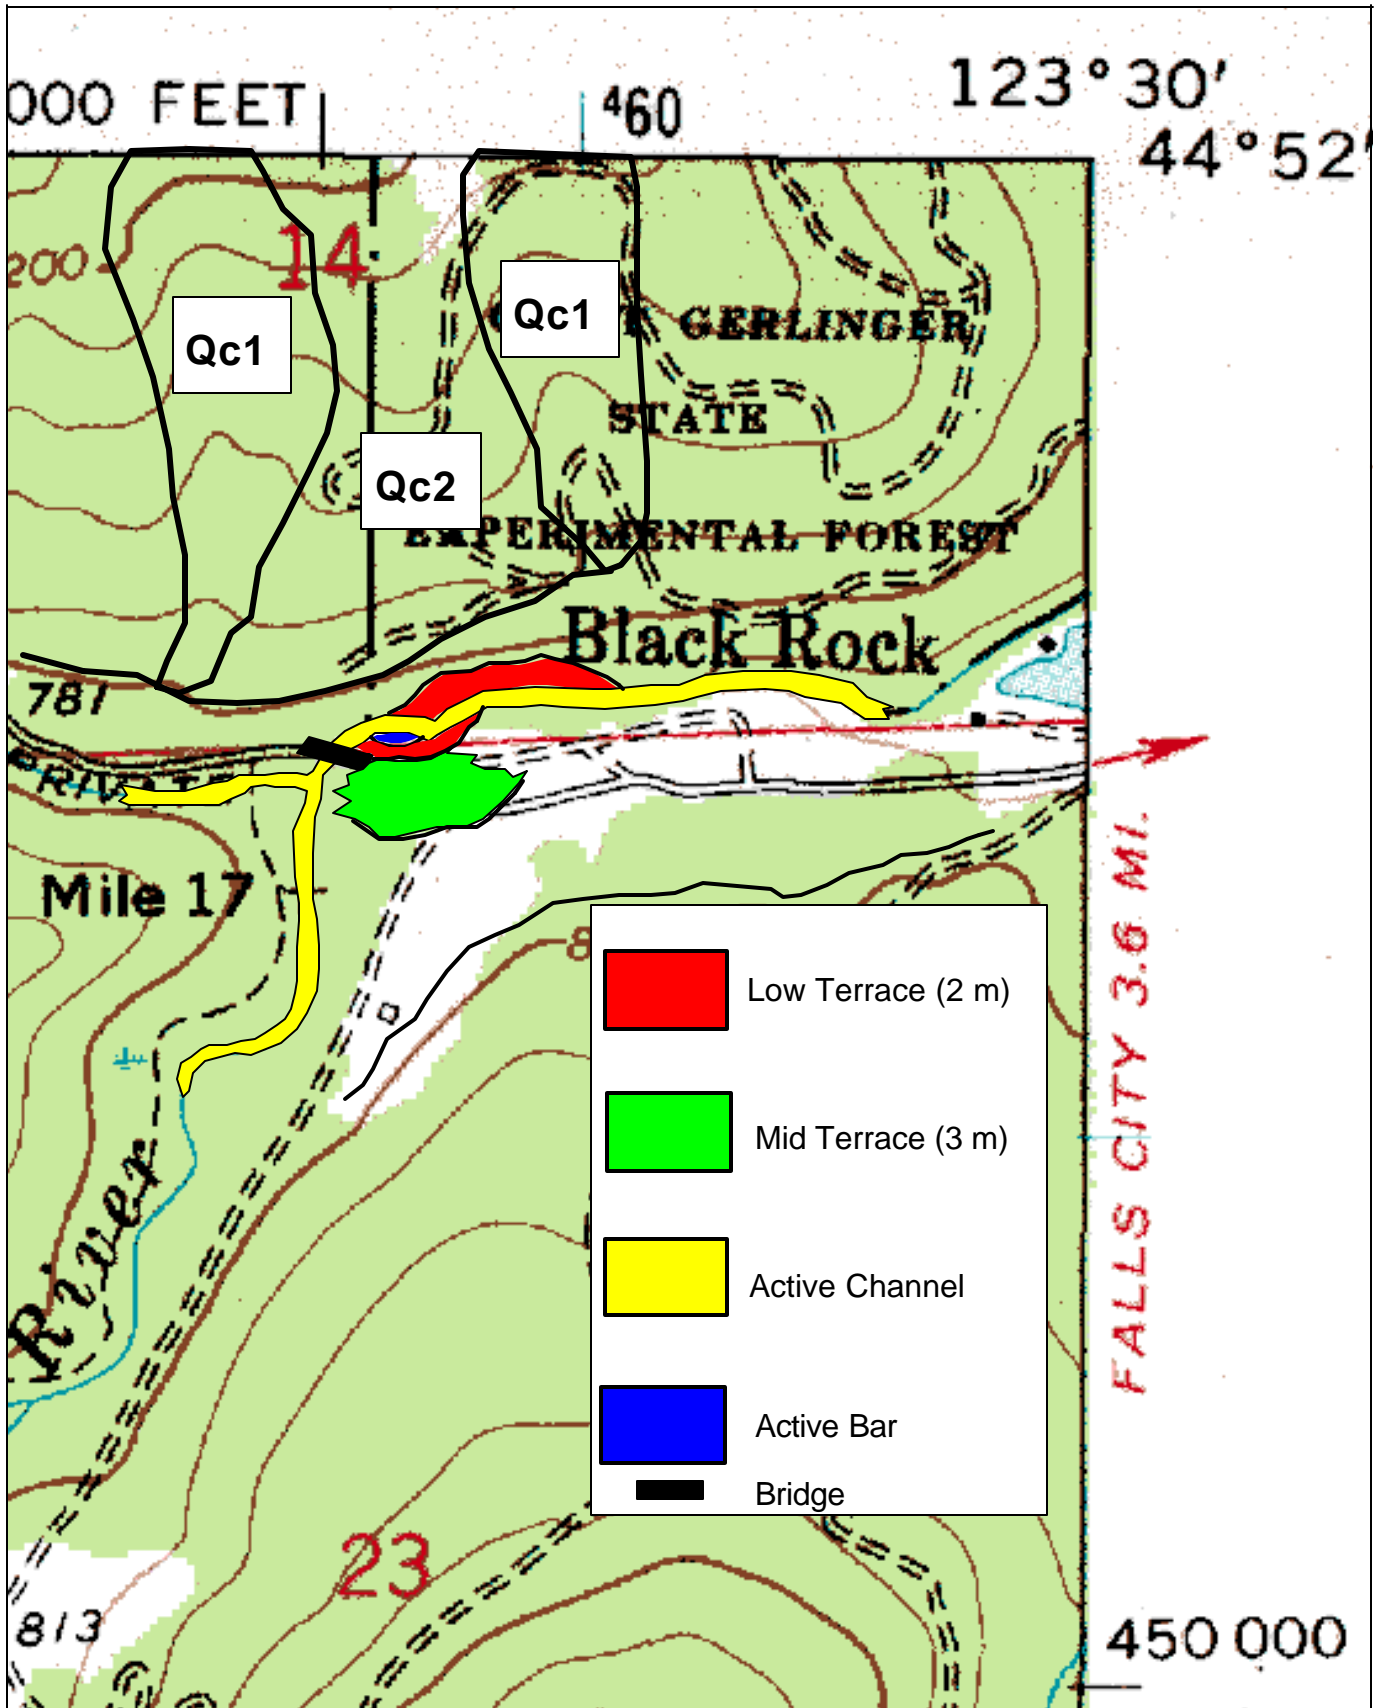 000 FEET
⁴60
123°30'
44°52'
14
200
Qc1
Qc1
GERLINGER
STATE
Qc2
EXPERIMENTAL FOREST
Black Rock
781
PRIVATE
Mile 17
8
Low Terrace (2 m)
Mid Terrace (3 m)
Active Channel
Active Bar
Bridge
FALLS CITY 3.6 MI.
River
23
813
450 000